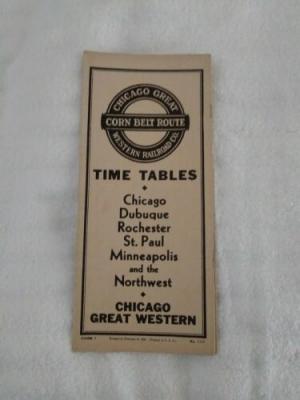 CHICAGO GREAT
CORN BELT ROUTE
WESTERN RAILROAD CO.
TIME TABLES
Chicago
Dubuque
Rochester
St. Paul
Minneapolis
and the
Northwest
CHICAGO
GREAT WESTERN